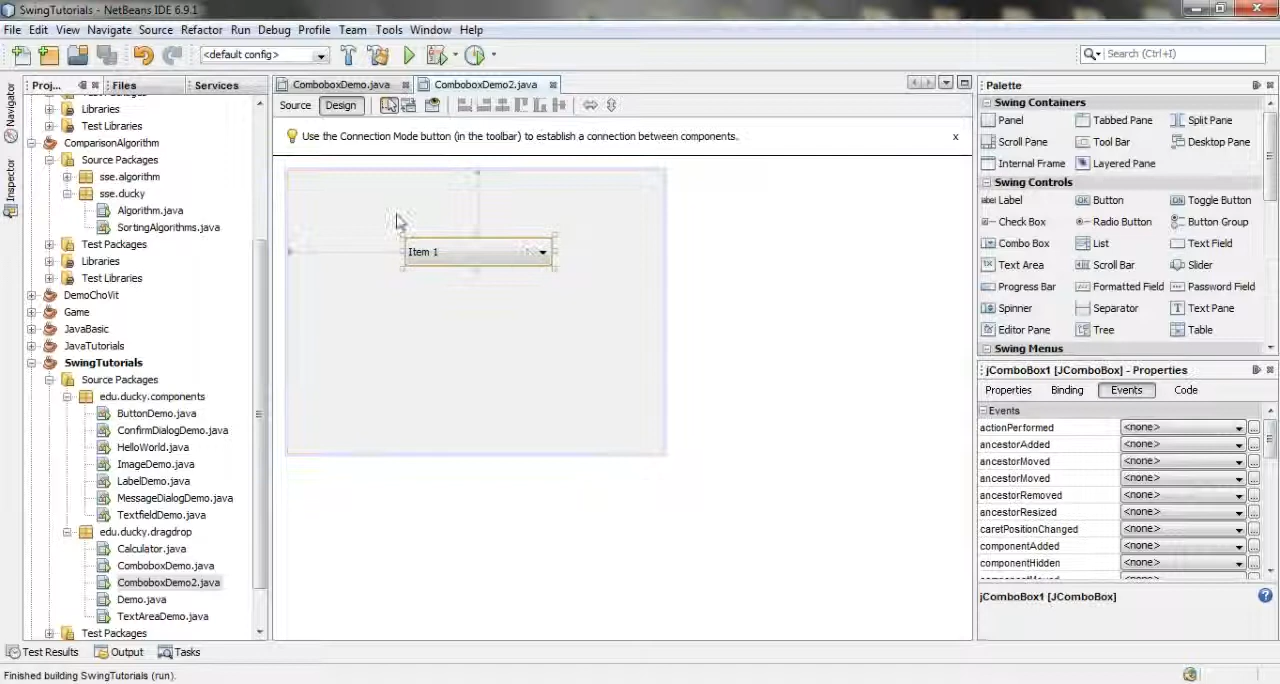 SwingTutorials - NetBeans IDE 6.9.1
File Edit View Navigate Source Refactor Run Debug Profile Team Tools Window Help
<default config>
Search (Ctrl+I)
Navigator
Inspector
Proj...
Files
Services
Libraries
Test Libraries
ComparisonAlgorithm
Source Packages
sse.algorithm
sse.ducky
Algorithm.java
SortingAlgorithms.java
Test Packages
Libraries
Test Libraries
DemoChoVit
Game
JavaBasic
JavaTutorials
SwingTutorials
Source Packages
edu.ducky.components
ButtonDemo.java
ConfirmDialogDemo.java
HelloWorld.java
ImageDemo.java
LabelDemo.java
MessageDialogDemo.java
TextfieldDemo.java
edu.ducky.dragdrop
Calculator.java
ComboboxDemo.java
ComboboxDemo2.java
Demo.java
TextAreaDemo.java
Test Packages
ComboboxDemo.java
ComboboxDemo2.java
Source Design
Use the Connection Mode button (in the toolbar) to establish a connection between components.
x
Item 1
Palette
Swing Containers
Panel Tabbed Pane Split Pane
Scroll Pane Tool Bar Desktop Pane
Internal Frame Layered Pane
Swing Controls
label Label OK Button ON Toggle Button
Check Box Radio Button Button Group
Combo Box List Text Field
Text Area Scroll Bar Slider
Progress Bar Formatted Field Password Field
Spinner Separator T Text Pane
Editor Pane Tree Table
Swing Menus
jComboBox1 [JComboBox] - Properties
Properties Binding Events Code
Events
actionPerformed <none> ...
ancestorAdded <none> ...
ancestorMoved <none> ...
ancestorMoved <none> ...
ancestorRemoved <none> ...
ancestorResized <none> ...
caretPositionChanged <none> ...
componentAdded <none> ...
componentHidden <none> ...
jComboBox1 [JComboBox]
?
Test Results Output Tasks
Finished building SwingTutorials (run).